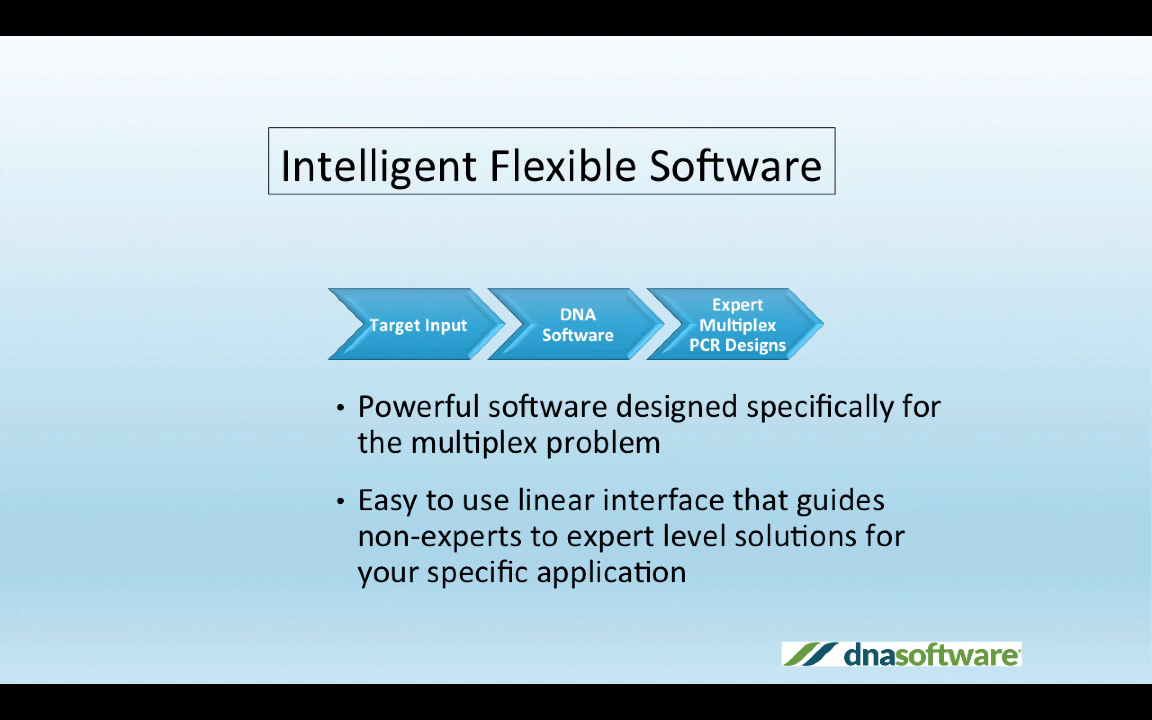 Intelligent Flexible Software
Target Input
DNA
Software
Expert
Multiplex
PCR Designs
• Powerful software designed specifically for
the multiplex problem
• Easy to use linear interface that guides
non-experts to expert level solutions for
your specific application
dnasoftware